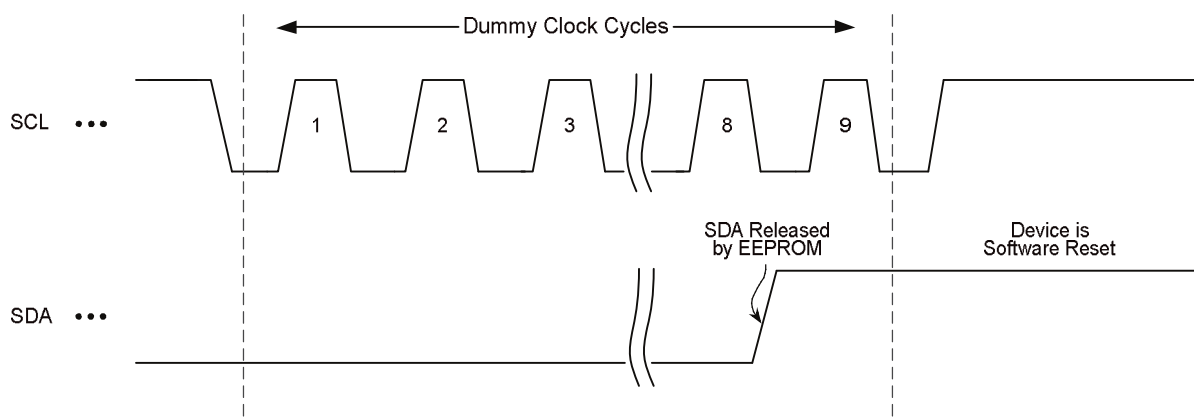 Dummy Clock Cycles
SCL •••
1 2 3 8 9
SDA Released
by EEPROM
Device is
Software Reset
SDA •••